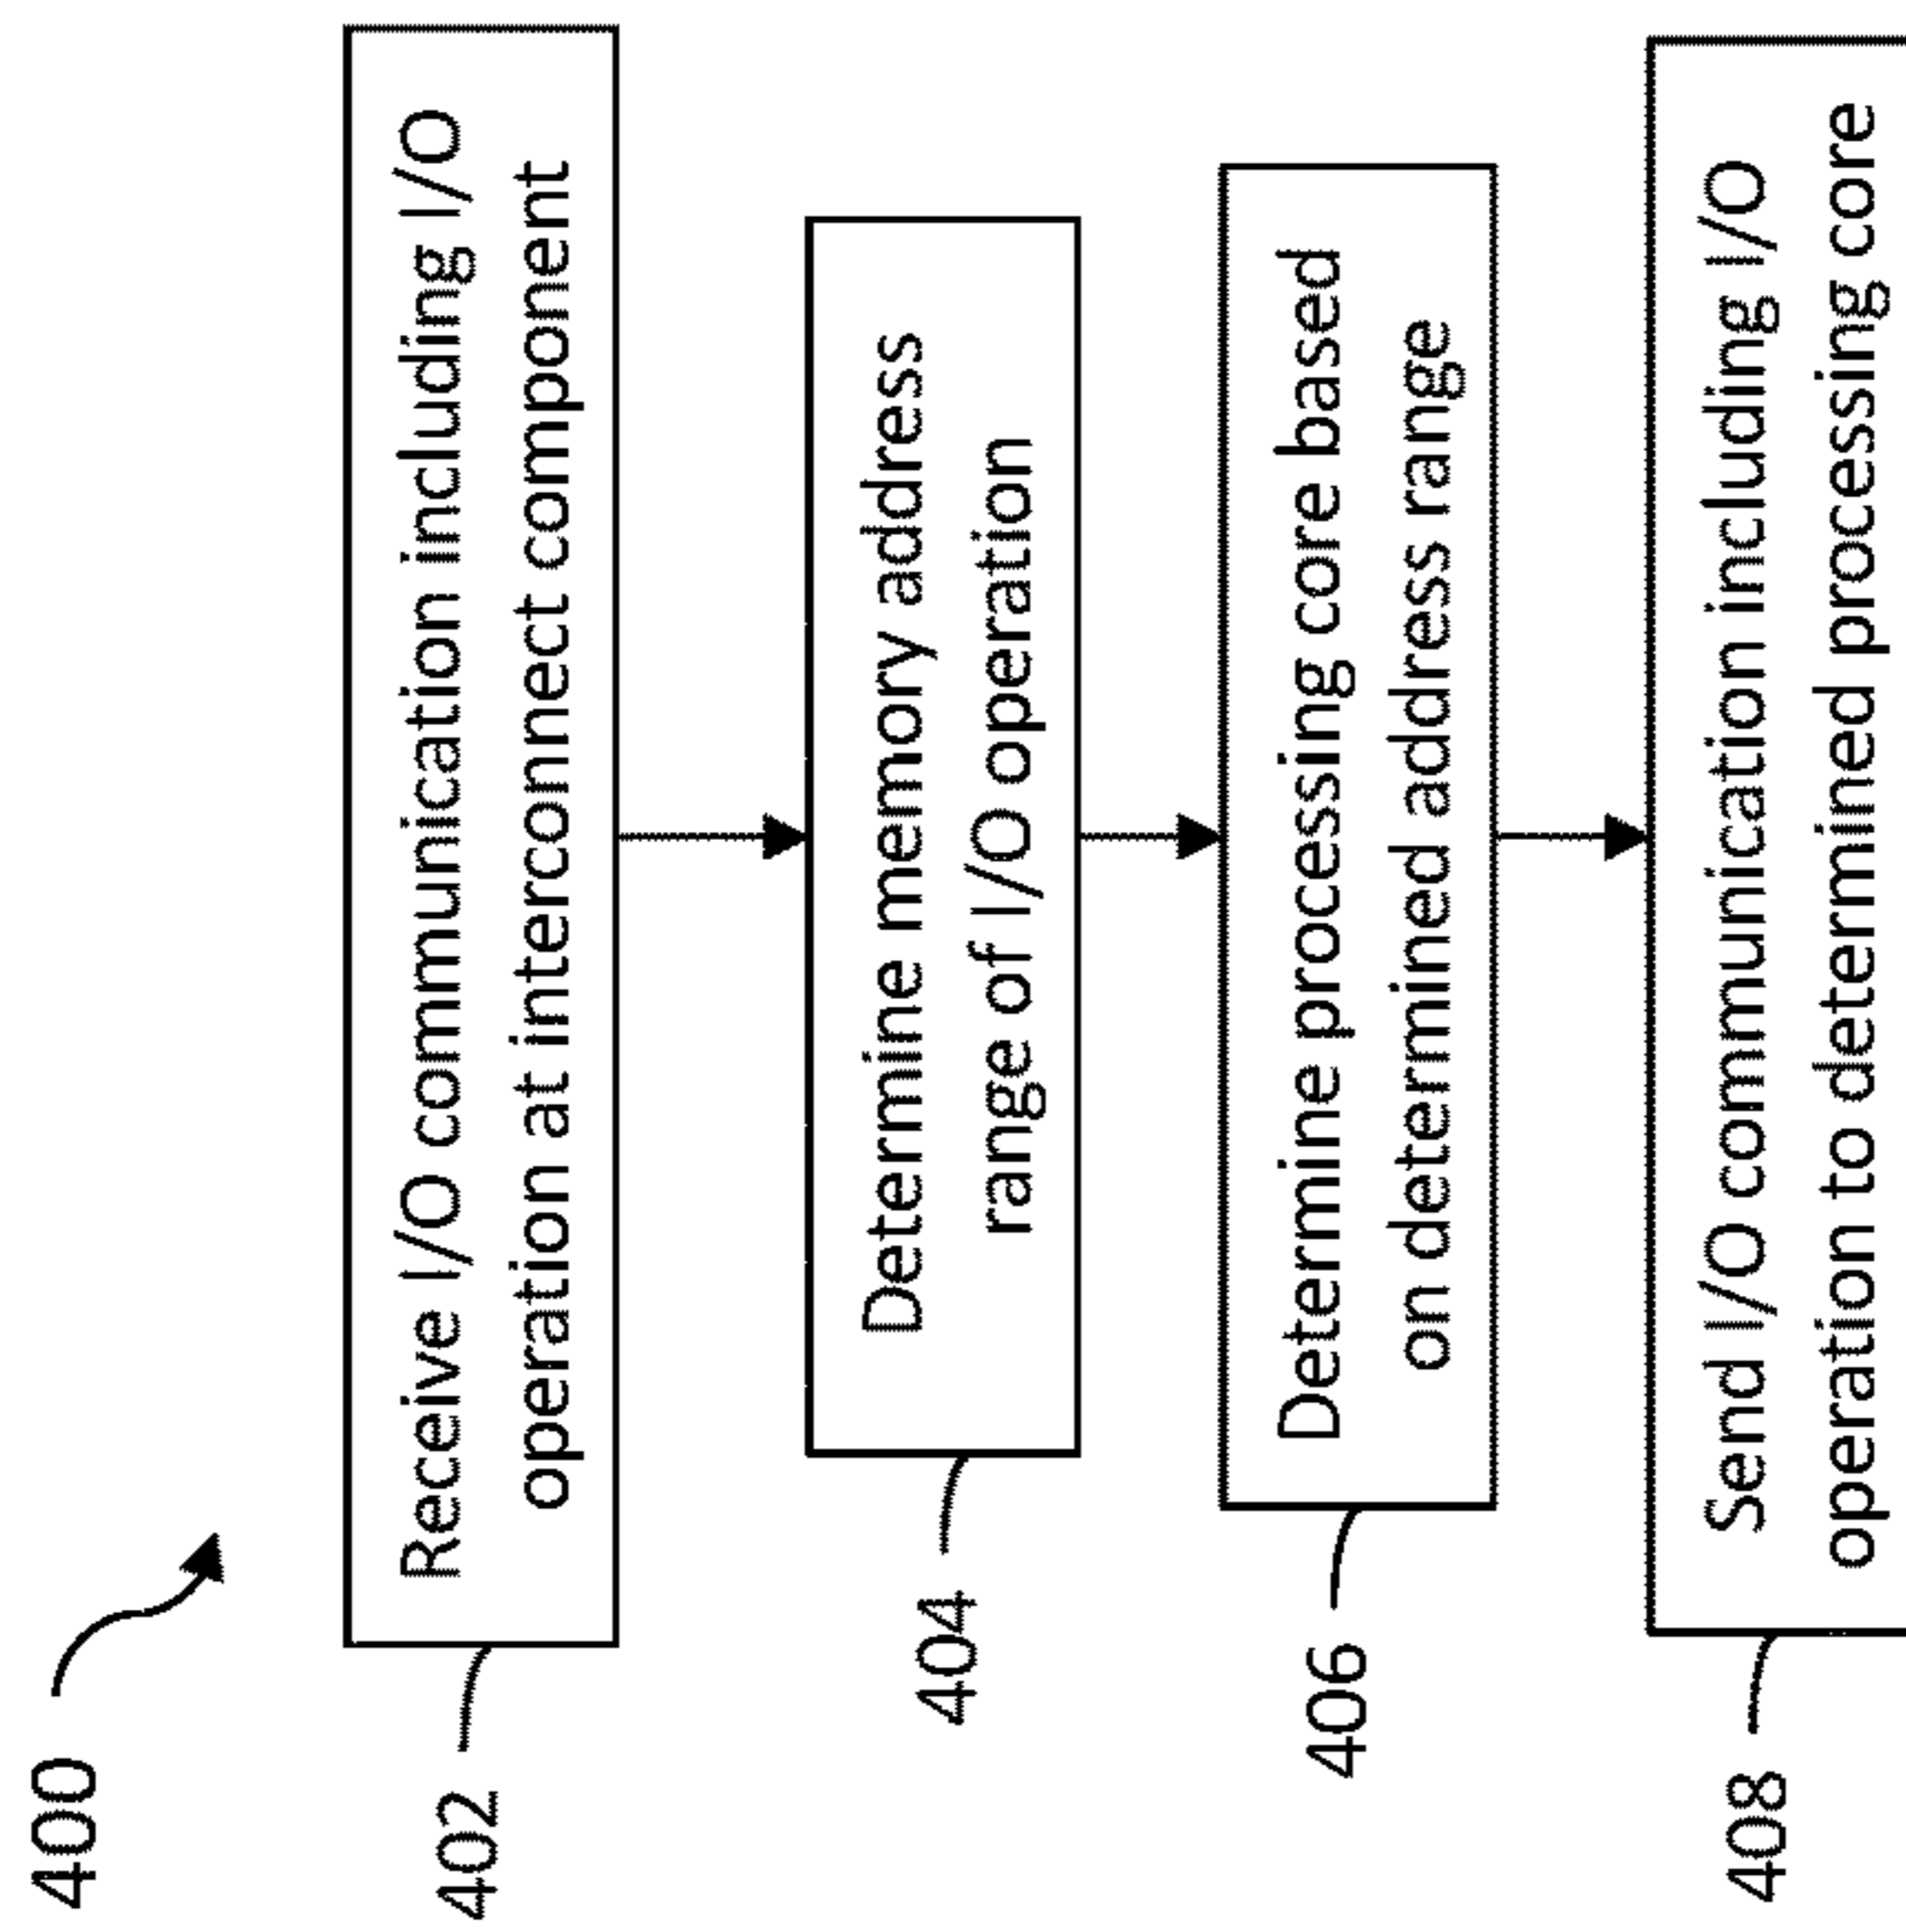 400
402
Receive I/O communication including I/O
operation at interconnect component
404
Determine memory address
range of I/O operation
406
Determine processing core based
on determined address range
408
Send I/O communication including I/O
operation to determined processing core